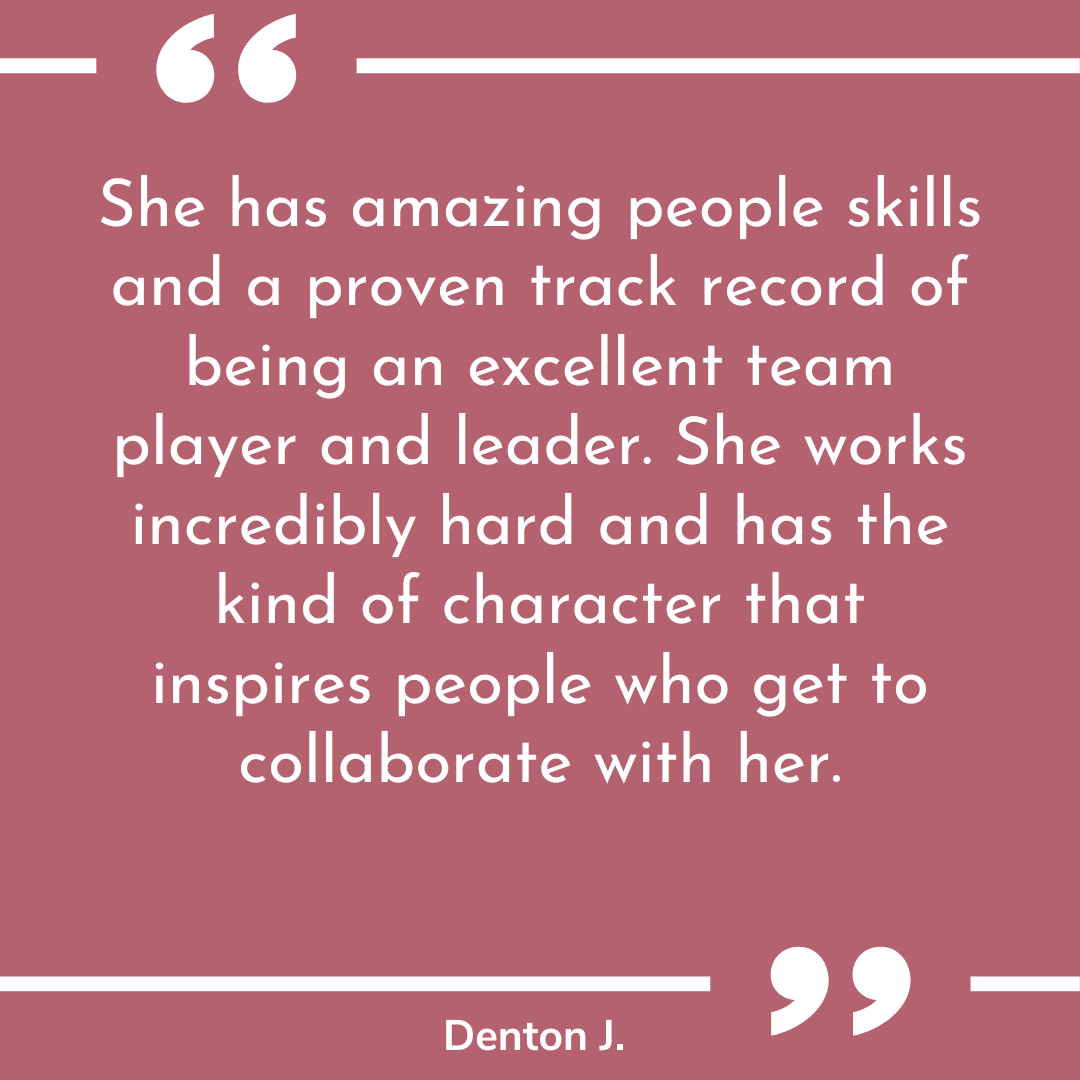 “
She has amazing people skills
and a proven track record of
being an excellent team
player and leader. She works
incredibly hard and has the
kind of character that
inspires people who get to
collaborate with her.
”
Denton J.